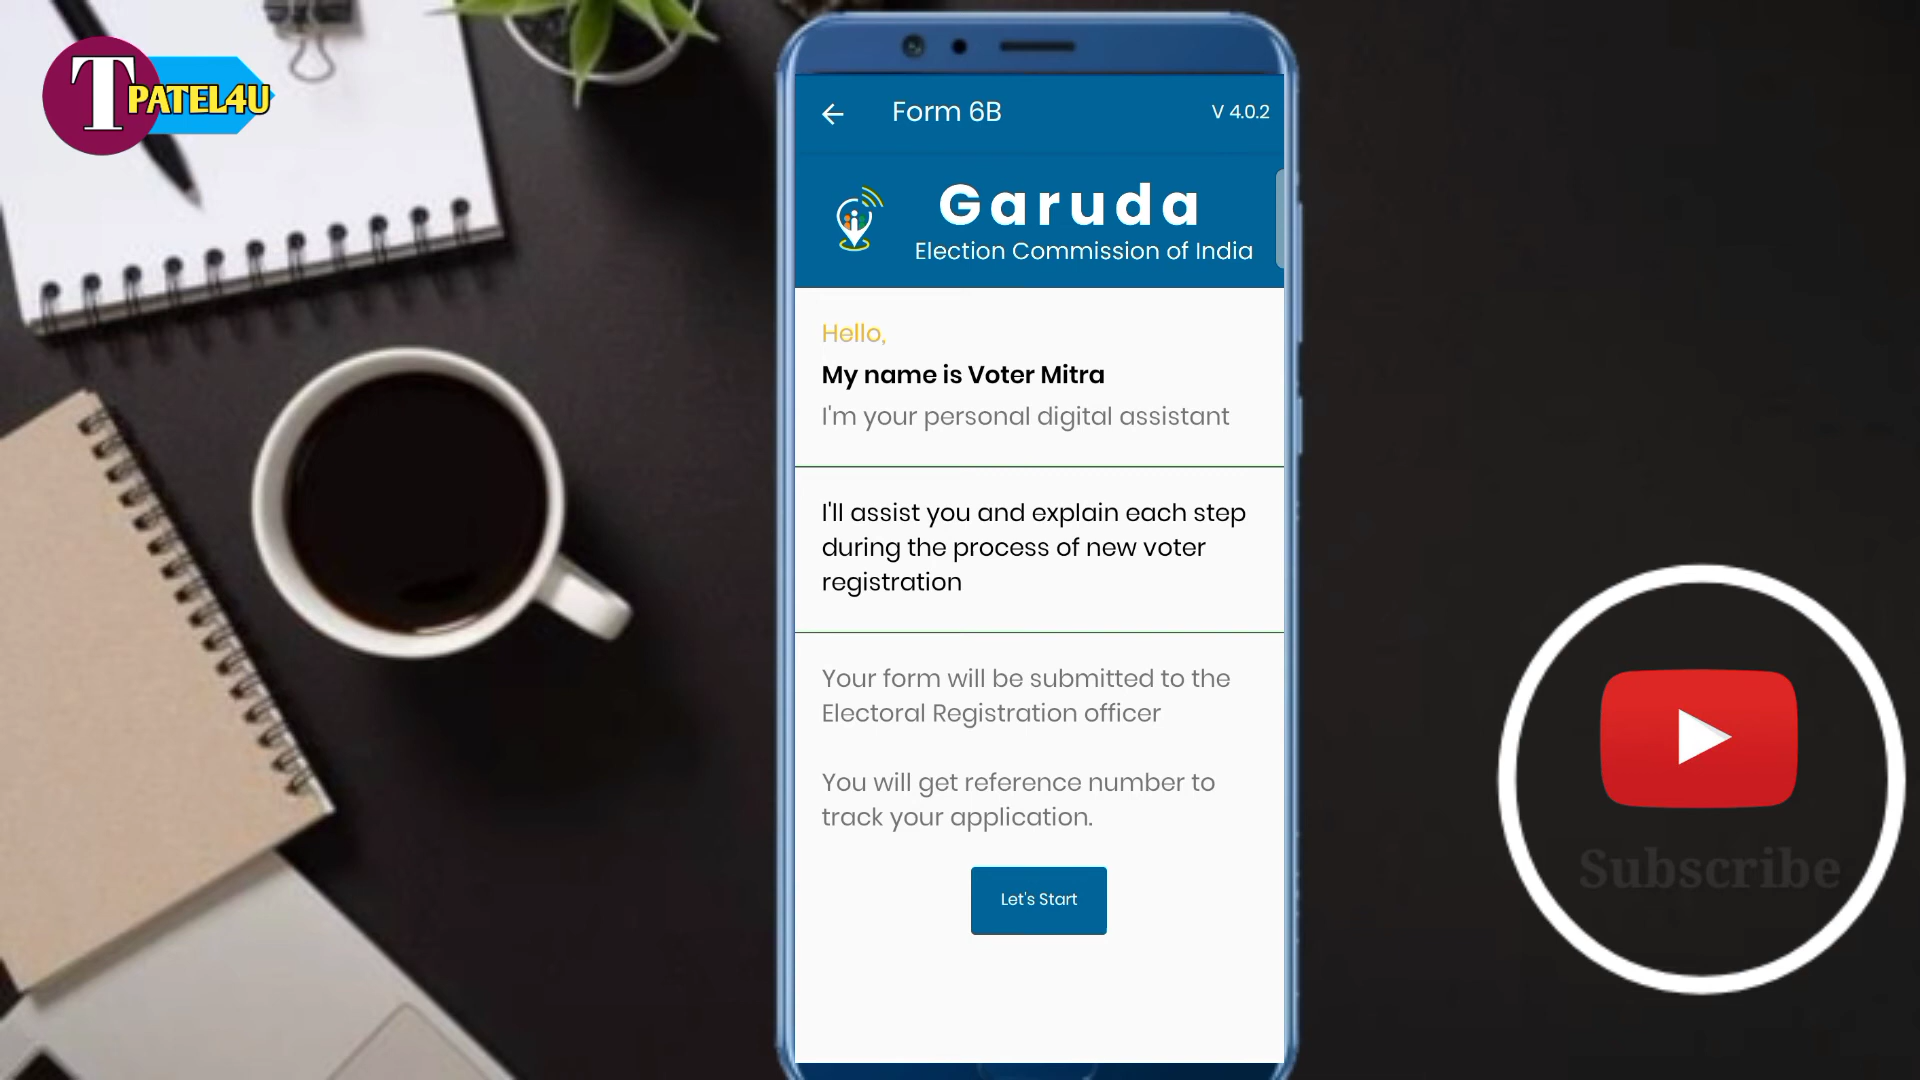 T
PATEL4U
Form 6B
V 4.0.2
Garuda
Election Commission of India
Hello,
My name is Voter Mitra
I'm your personal digital assistant
I'll assist you and explain each step
during the process of new voter
registration
Your form will be submitted to the
Electoral Registration officer
You will get reference number to
track your application.
Let's Start
Subscribe